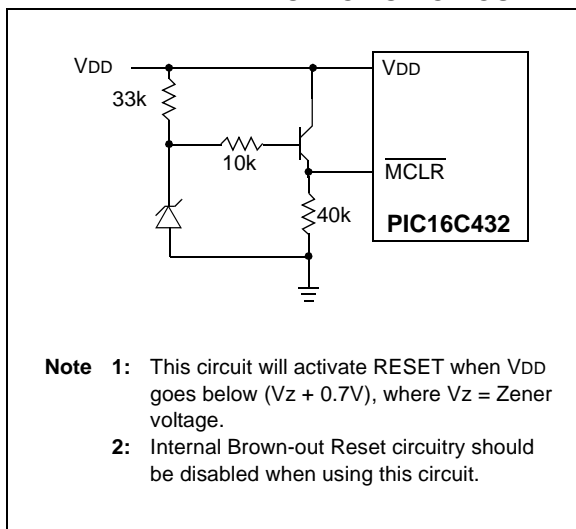 VDD
VDD
33k
10k
MCLR
40k
PIC16C432
Note 1: This circuit will activate RESET when VDD
goes below (Vz + 0.7V), where Vz = Zener
voltage.
2: Internal Brown-out Reset circuitry should
be disabled when using this circuit.